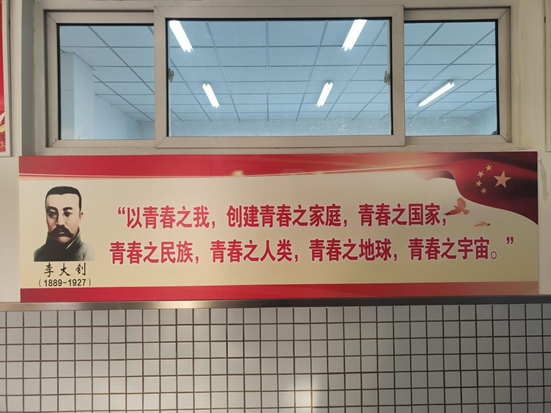 “以青春之我，创建青春之家庭，青春之国家，
青春之民族，青春之人类，青春之地球，青春之宇宙。”
李大钊
(1889-1927)